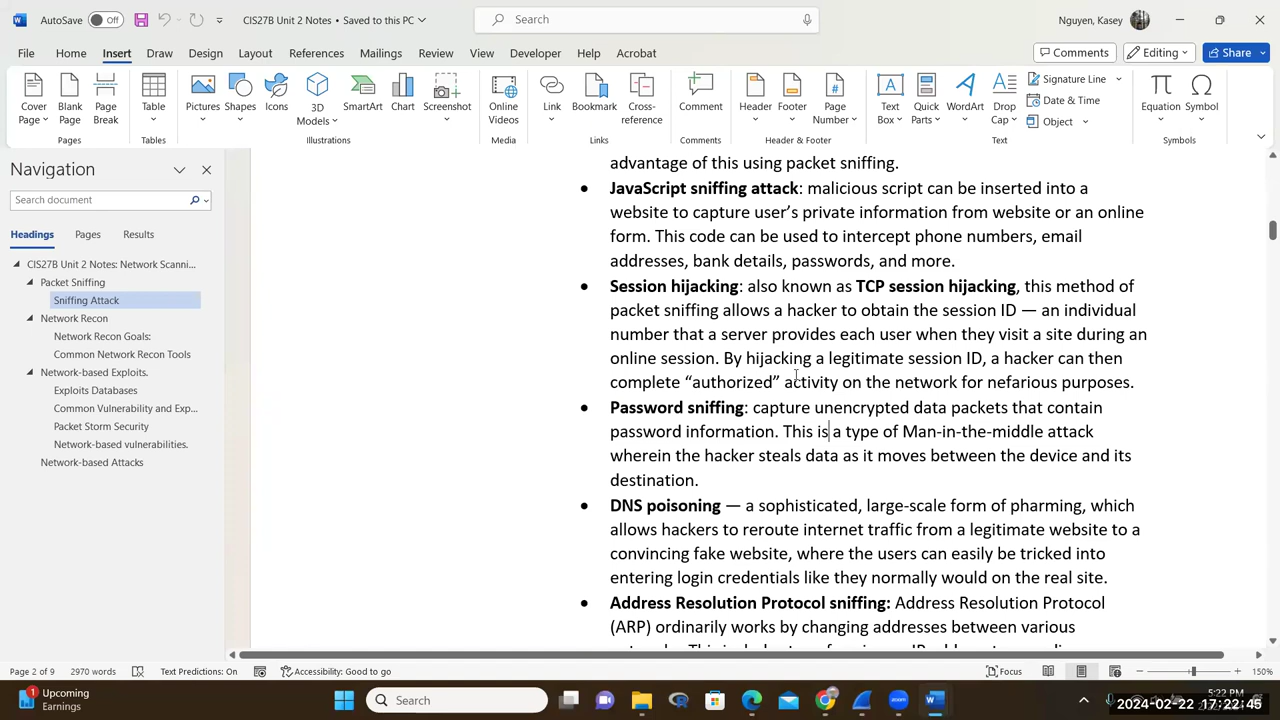 AutoSave Off CIS27B Unit 2 Notes • Saved to this PC Search Nguyen, Kasey
File Home Insert Draw Design Layout References Mailings Review View Developer Help Acrobat Comments Editing Share
Cover Page Blank Page Page Break Table Pictures Shapes Icons 3D Models SmartArt Chart Screenshot Online Videos Link Bookmark Cross-reference Comment Header Footer Page Number Text Box Quick Parts WordArt Drop Cap Signature Line Date & Time Object Equation Symbol
Pages Tables Illustrations Media Links Comments Header & Footer Text Symbols
Navigation
Search document
Headings Pages Results
CIS27B Unit 2 Notes: Network Scanni...
Packet Sniffing
Sniffing Attack
Network Recon
Network Recon Goals:
Common Network Recon Tools
Network-based Exploits.
Exploits Databases
Common Vulnerability and Exp...
Packet Storm Security
Network-based vulnerabilities.
Network-based Attacks
advantage of this using packet sniffing.
• JavaScript sniffing attack: malicious script can be inserted into a
website to capture user’s private information from website or an online
form. This code can be used to intercept phone numbers, email
addresses, bank details, passwords, and more.
• Session hijacking: also known as TCP session hijacking, this method of
packet sniffing allows a hacker to obtain the session ID — an individual
number that a server provides each user when they visit a site during an
online session. By hijacking a legitimate session ID, a hacker can then
complete “authorized” activity on the network for nefarious purposes.
• Password sniffing: capture unencrypted data packets that contain
password information. This is a type of Man-in-the-middle attack
wherein the hacker steals data as it moves between the device and its
destination.
• DNS poisoning — a sophisticated, large-scale form of pharming, which
allows hackers to reroute internet traffic from a legitimate website to a
convincing fake website, where the users can easily be tricked into
entering login credentials like they normally would on the real site.
• Address Resolution Protocol sniffing: Address Resolution Protocol
(ARP) ordinarily works by changing addresses between various
Page 2 of 9 2970 words Text Predictions: On Accessibility: Good to go Focus 150%
1 Upcoming
Earnings
Search
zoom
5:22 PM
2024-02-22 17:22:45